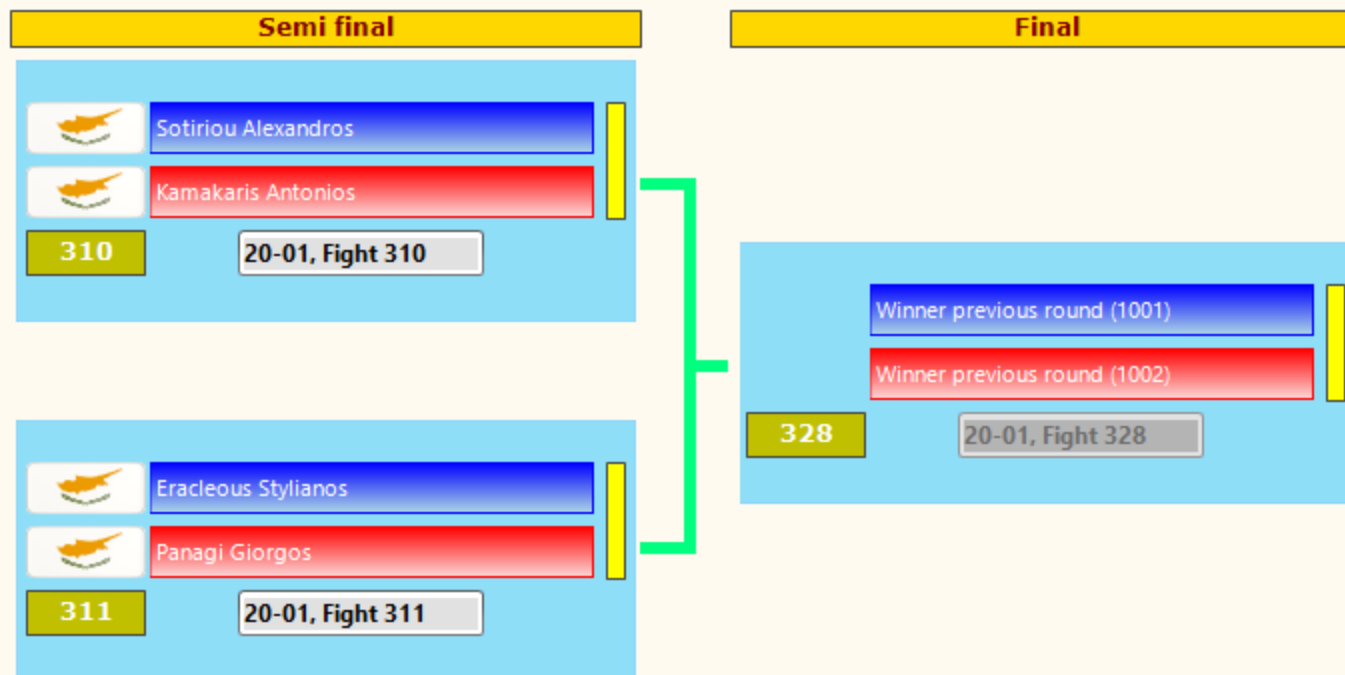 Semi final
Final
Sotiriou Alexandros
Kamakaris Antonios
310
20-01, Fight 310
Winner previous round (1001)
Winner previous round (1002)
328
20-01, Fight 328
Eracleous Stylianos
Panagi Giorgos
311
20-01, Fight 311